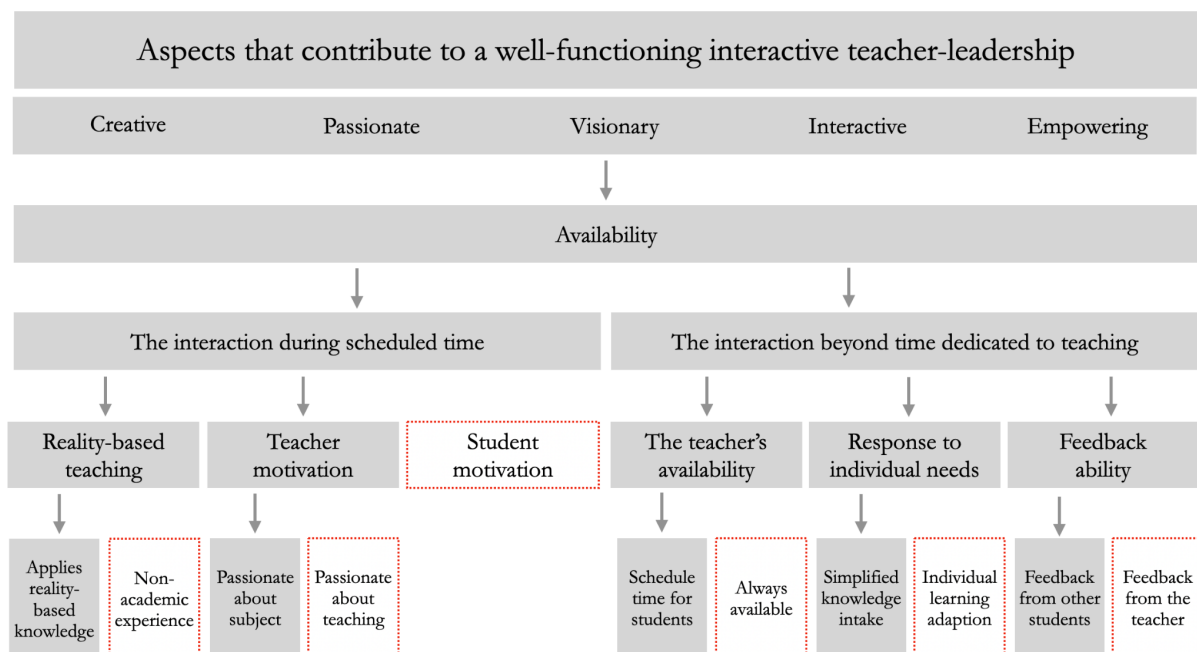 Aspects that contribute to a well-functioning interactive teacher-leadership
Creative Passionate Visionary Interactive Empowering
Availability
The interaction during scheduled time
The interaction beyond time dedicated to teaching
Reality-based
teaching
Teacher
motivation
Student
motivation
The teacher's
availability
Response to
individual needs
Feedback
ability
Applies
reality-
based
knowledge
Non-
academic
experience
Passionate
about
subject
Passionate
about
teaching
Schedule
time for
students
Always
available
Simplified
knowledge
intake
Individual
learning
adaption
Feedback
from other
students
Feedback
from the
teacher